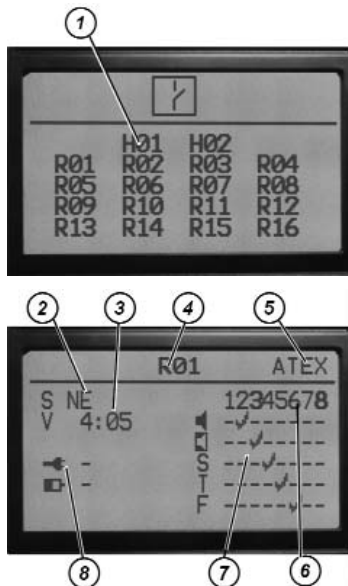 1
H01 H02
R01 R02 R03 R04
R05 R06 R07 R08
R09 R10 R11 R12
R13 R14 R15 R16
2 3 4 5
R01 ATEX
S NE 12345678
V 4:05 -✓------
--✓-----
- S ---✓----
- T ----✓---
F -----✓--
8 7 6